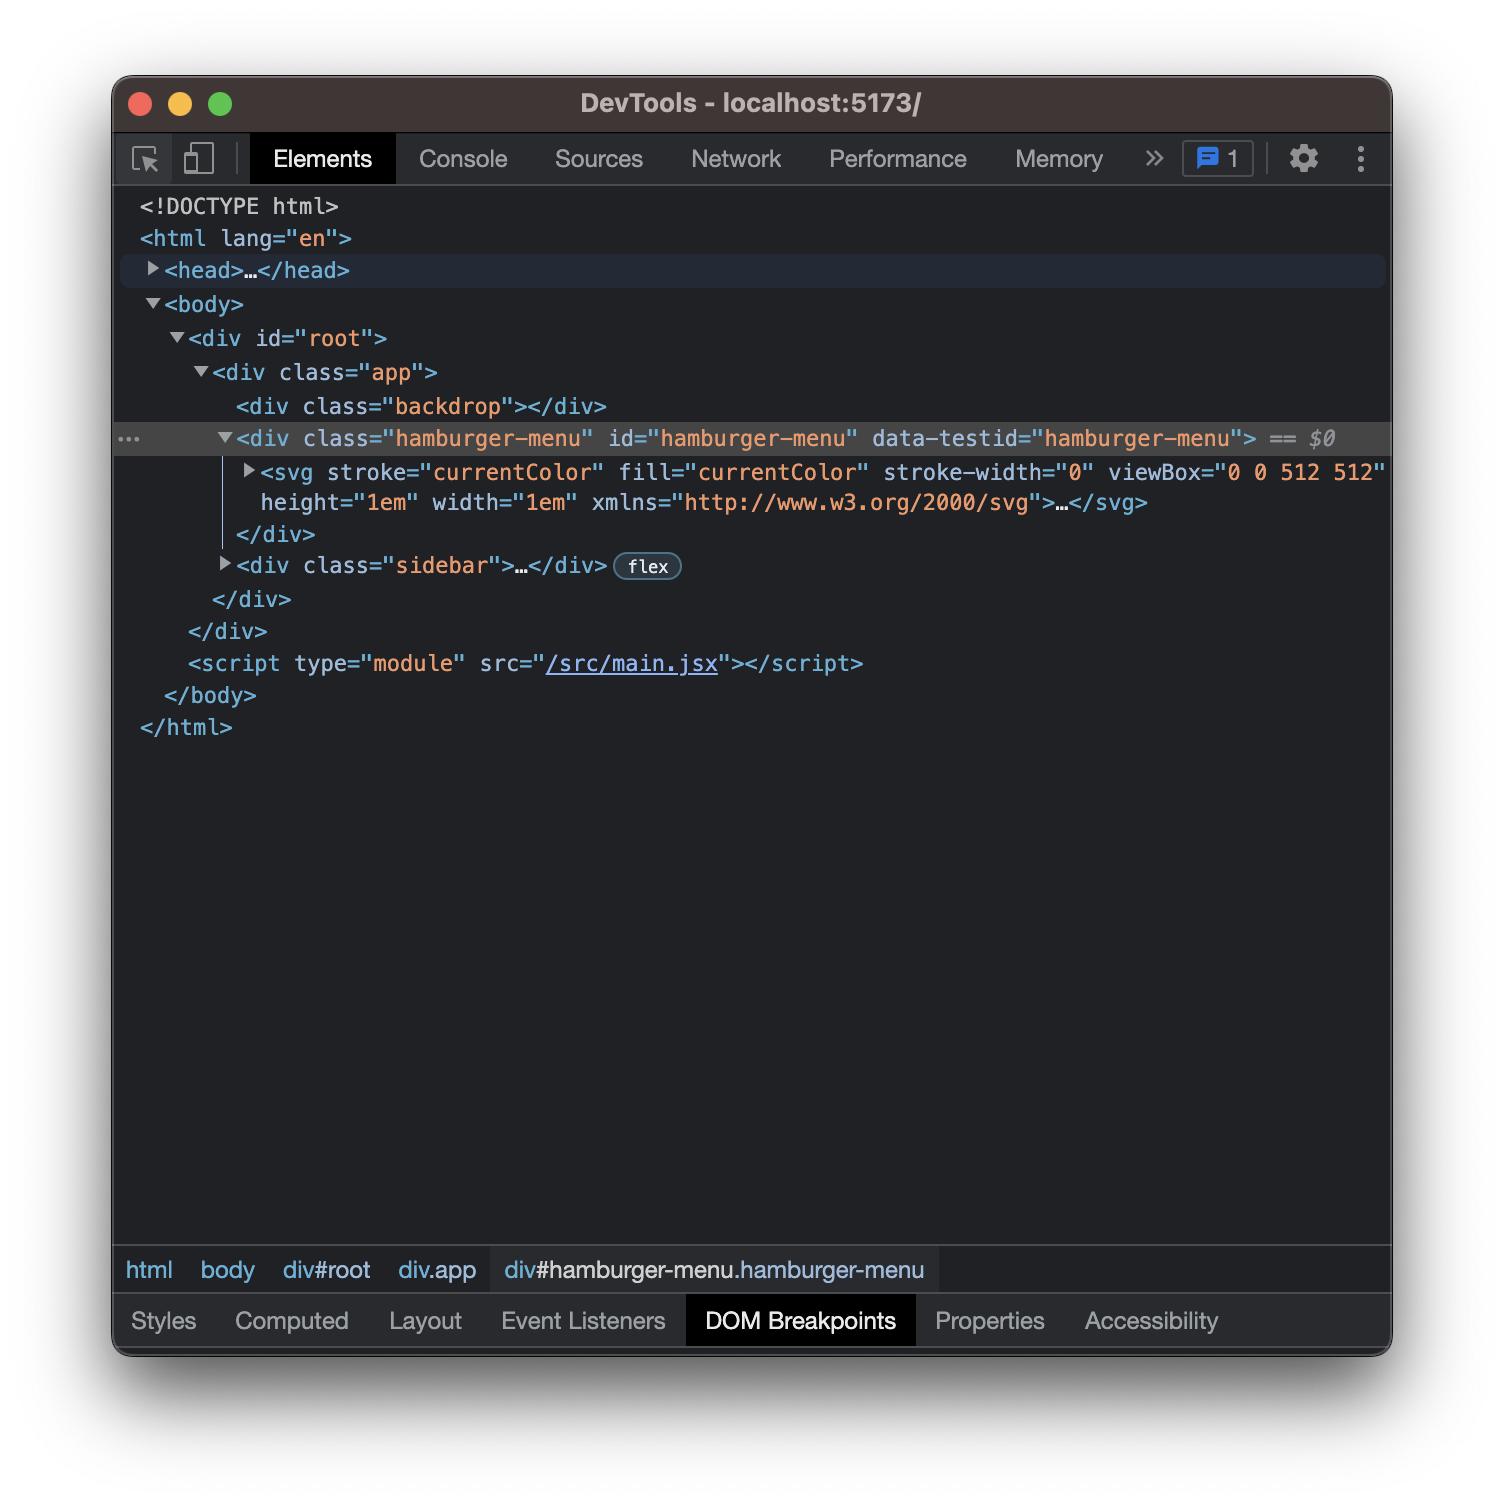 DevTools - localhost:5173/
Elements Console Sources Network Performance Memory » 1
<!DOCTYPE html>
<html lang="en">
<head>…</head>
<body>
<div id="root">
<div class="app">
<div class="backdrop"></div>
<div class="hamburger-menu" id="hamburger-menu" data-testid="hamburger-menu"> == $0
<svg stroke="currentColor" fill="currentColor" stroke-width="0" viewBox="0 0 512 512"
height="1em" width="1em" xmlns="http://www.w3.org/2000/svg">…</svg>
</div>
<div class="sidebar">…</div> flex
</div>
</div>
<script type="module" src="/src/main.jsx"></script>
</body>
</html>
html body div#root div.app div#hamburger-menu.hamburger-menu
Styles Computed Layout Event Listeners DOM Breakpoints Properties Accessibility